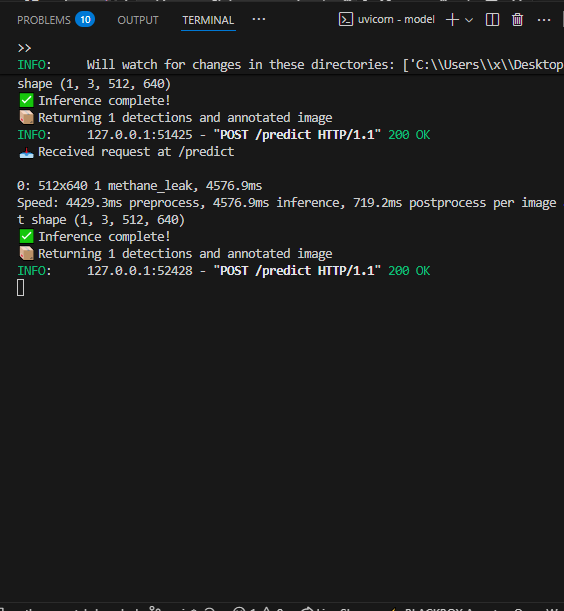 PROBLEMS 10 OUTPUT TERMINAL ··· uvicorn - model ···
>>
INFO: Will watch for changes in these directories: ['C:\\Users\\x\\Desktop
shape (1, 3, 512, 640)
✅ Inference complete!
📦 Returning 1 detections and annotated image
INFO: 127.0.0.1:51425 - "POST /predict HTTP/1.1" 200 OK
📥 Received request at /predict
0: 512x640 1 methane_leak, 4576.9ms
Speed: 4429.3ms preprocess, 4576.9ms inference, 719.2ms postprocess per image
t shape (1, 3, 512, 640)
✅ Inference complete!
📦 Returning 1 detections and annotated image
INFO: 127.0.0.1:52428 - "POST /predict HTTP/1.1" 200 OK